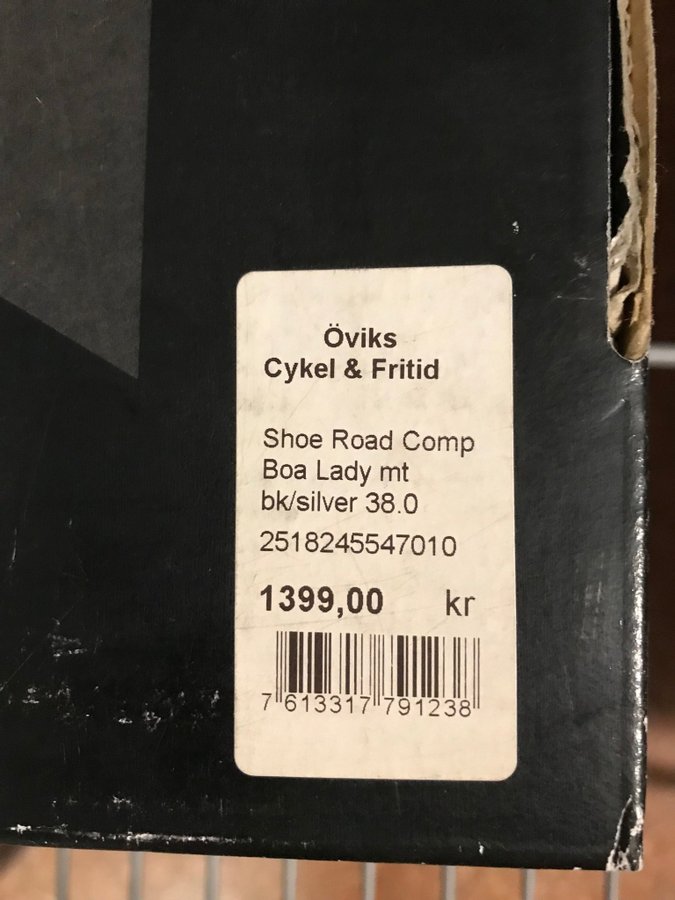 Öviks
Cykel & Fritid
Shoe Road Comp
Boa Lady mt
bk/silver 38.0
2518245547010
1399,00 kr
7 613317 791238